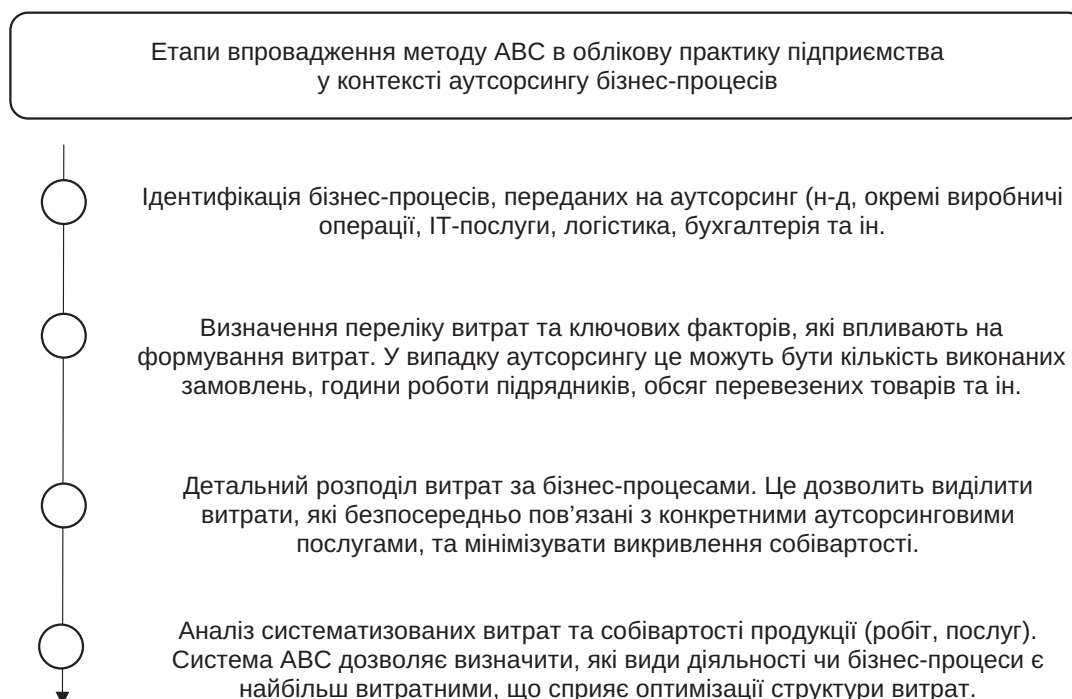 Етапи впровадження методу АВС в облікову практику підприємства
у контексті аутсорсингу бізнес-процесів
Ідентифікація бізнес-процесів, переданих на аутсорсинг (н-д, окремі виробничі
операції, ІТ-послуги, логістика, бухгалтерія та ін.
Визначення переліку витрат та ключових факторів, які впливають на
формування витрат. У випадку аутсорсингу це можуть бути кількість виконаних
замовлень, години роботи підрядників, обсяг перевезених товарів та ін.
Детальний розподіл витрат за бізнес-процесами. Це дозволить виділити
витрати, які безпосередньо пов’язані з конкретними аутсорсинговими
послугами, та мінімізувати викривлення собівартості.
Аналіз систематизованих витрат та собівартості продукції (робіт, послуг).
Система АВС дозволяє визначити, які види діяльності чи бізнес-процеси є
найбільш витратними, що сприяє оптимізації структури витрат.